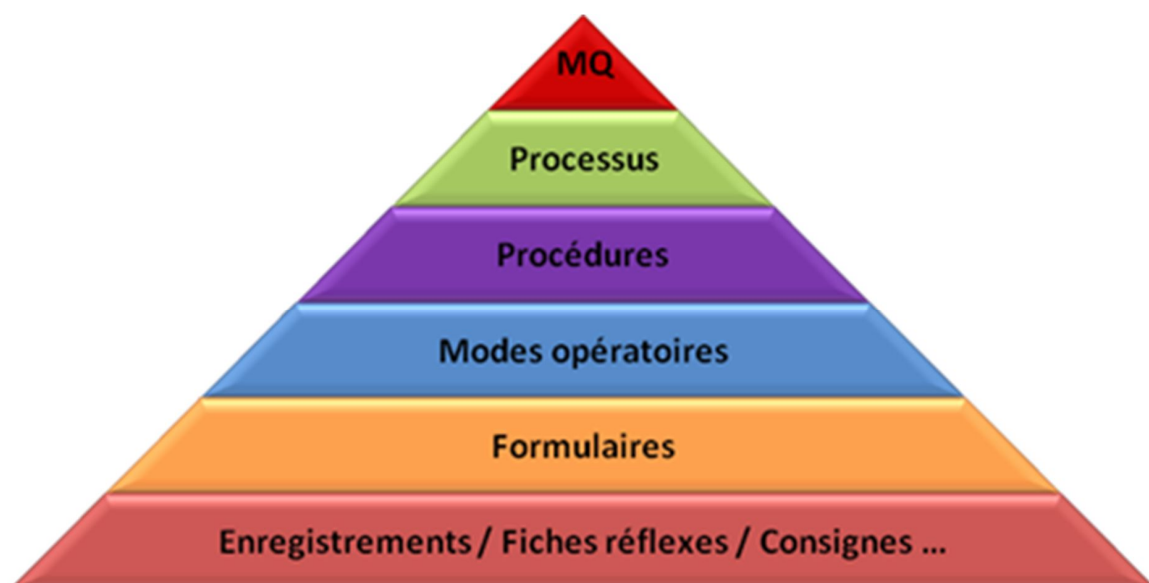 MQ
Processus
Procédures
Modes opératoires
Formulaires
Enregistrements / Fiches réflexes / Consignes ...